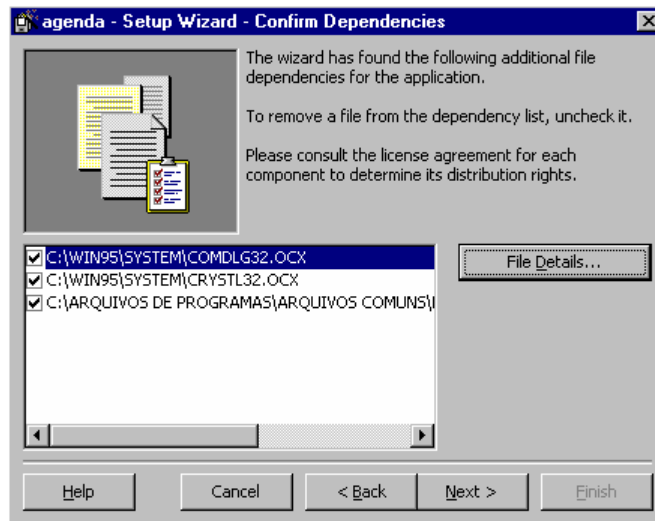 agenda - Setup Wizard - Confirm Dependencies
The wizard has found the following additional file
dependencies for the application.
To remove a file from the dependency list, uncheck it.
Please consult the license agreement for each
component to determine its distribution rights.
C:\WIN95\SYSTEM\COMDLG32.OCX
File Details...
C:\WIN95\SYSTEM\CRYSTL32.OCX
C:\ARQUIVOS DE PROGRAMAS\ARQUIVOS COMUNS\
Help
Cancel
< Back
Next >
Finish